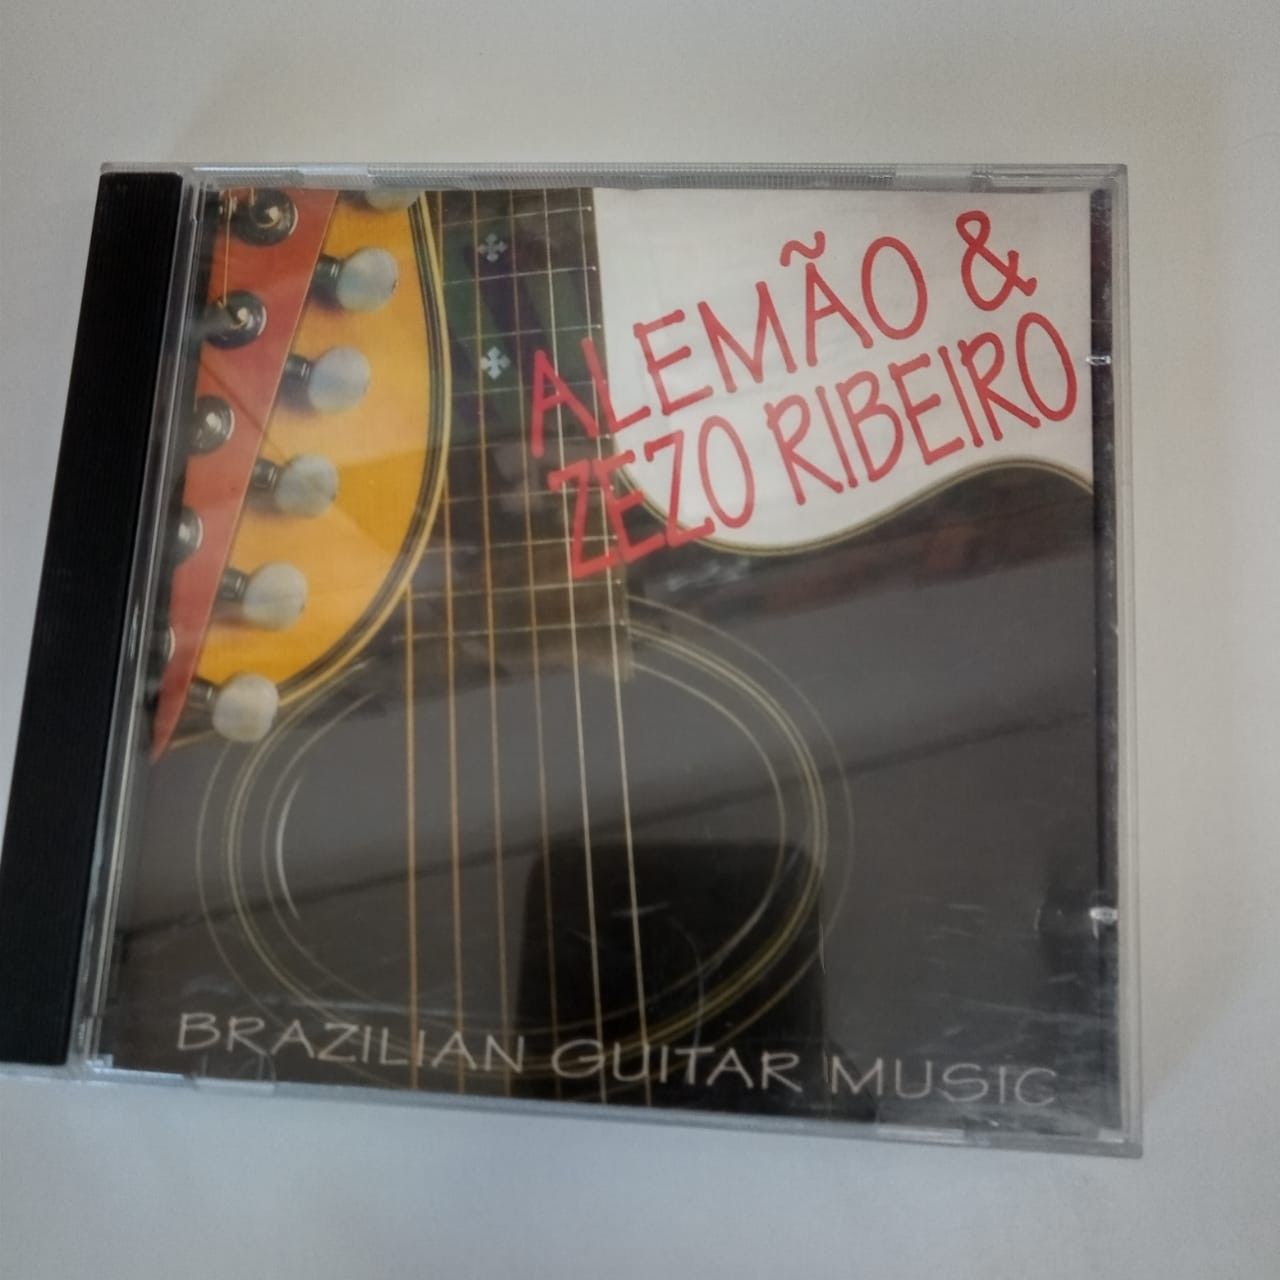 ALEMÃO &
ZEZO RIBEIRO
BRAZILIAN GUITAR MUSIC